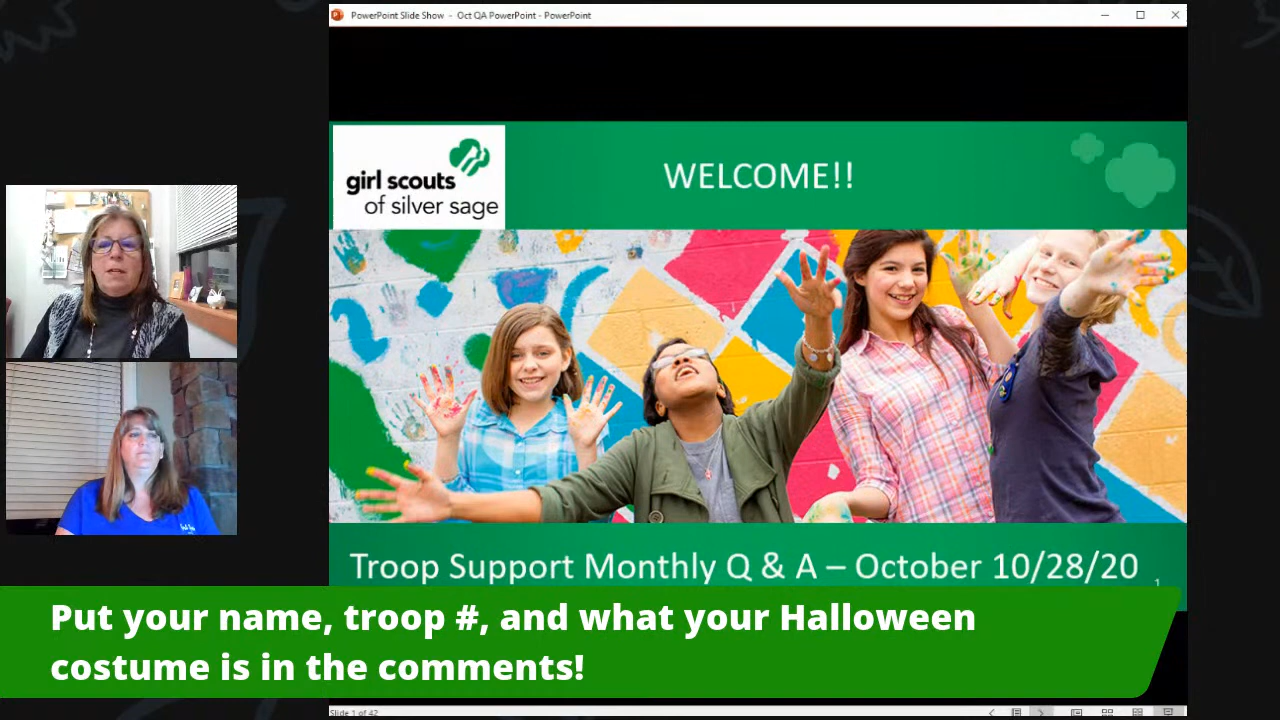 PowerPoint Slide Show - Oct QA PowerPoint - PowerPoint
girl scouts
of silver sage
WELCOME!!
Troop Support Monthly Q & A – October 10/28/20
1
Put your name, troop #, and what your Halloween
costume is in the comments!
Slide 1 of 42